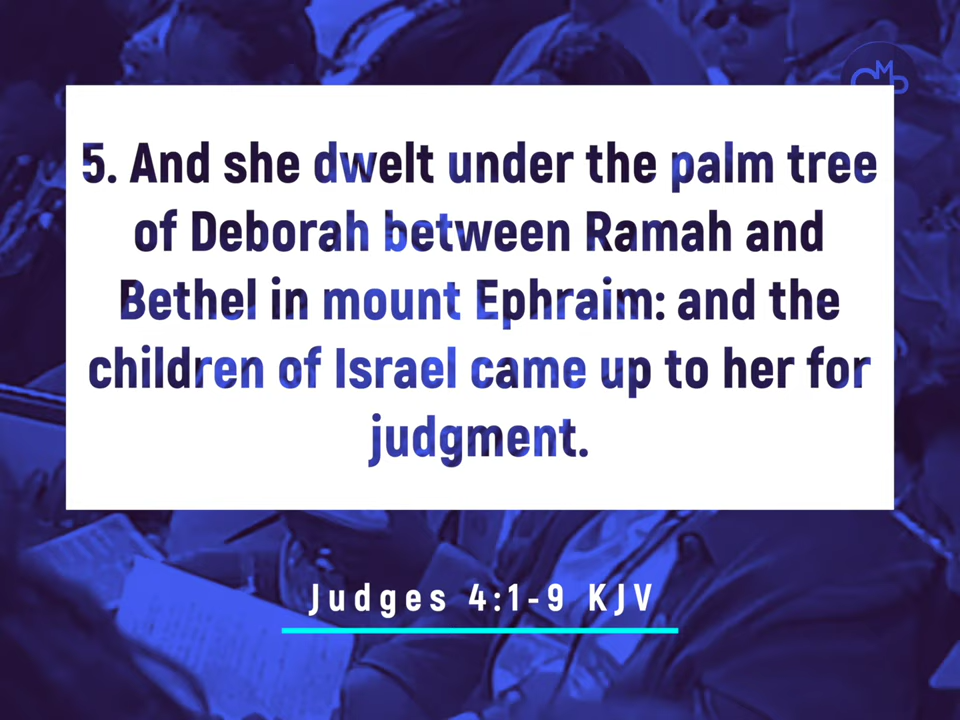 5. And she dwelt under the palm tree
of Deborah between Ramah and
Bethel in mount Ephraim: and the
children of Israel came up to her for
judgment.
Judges 4:1-9 KJV